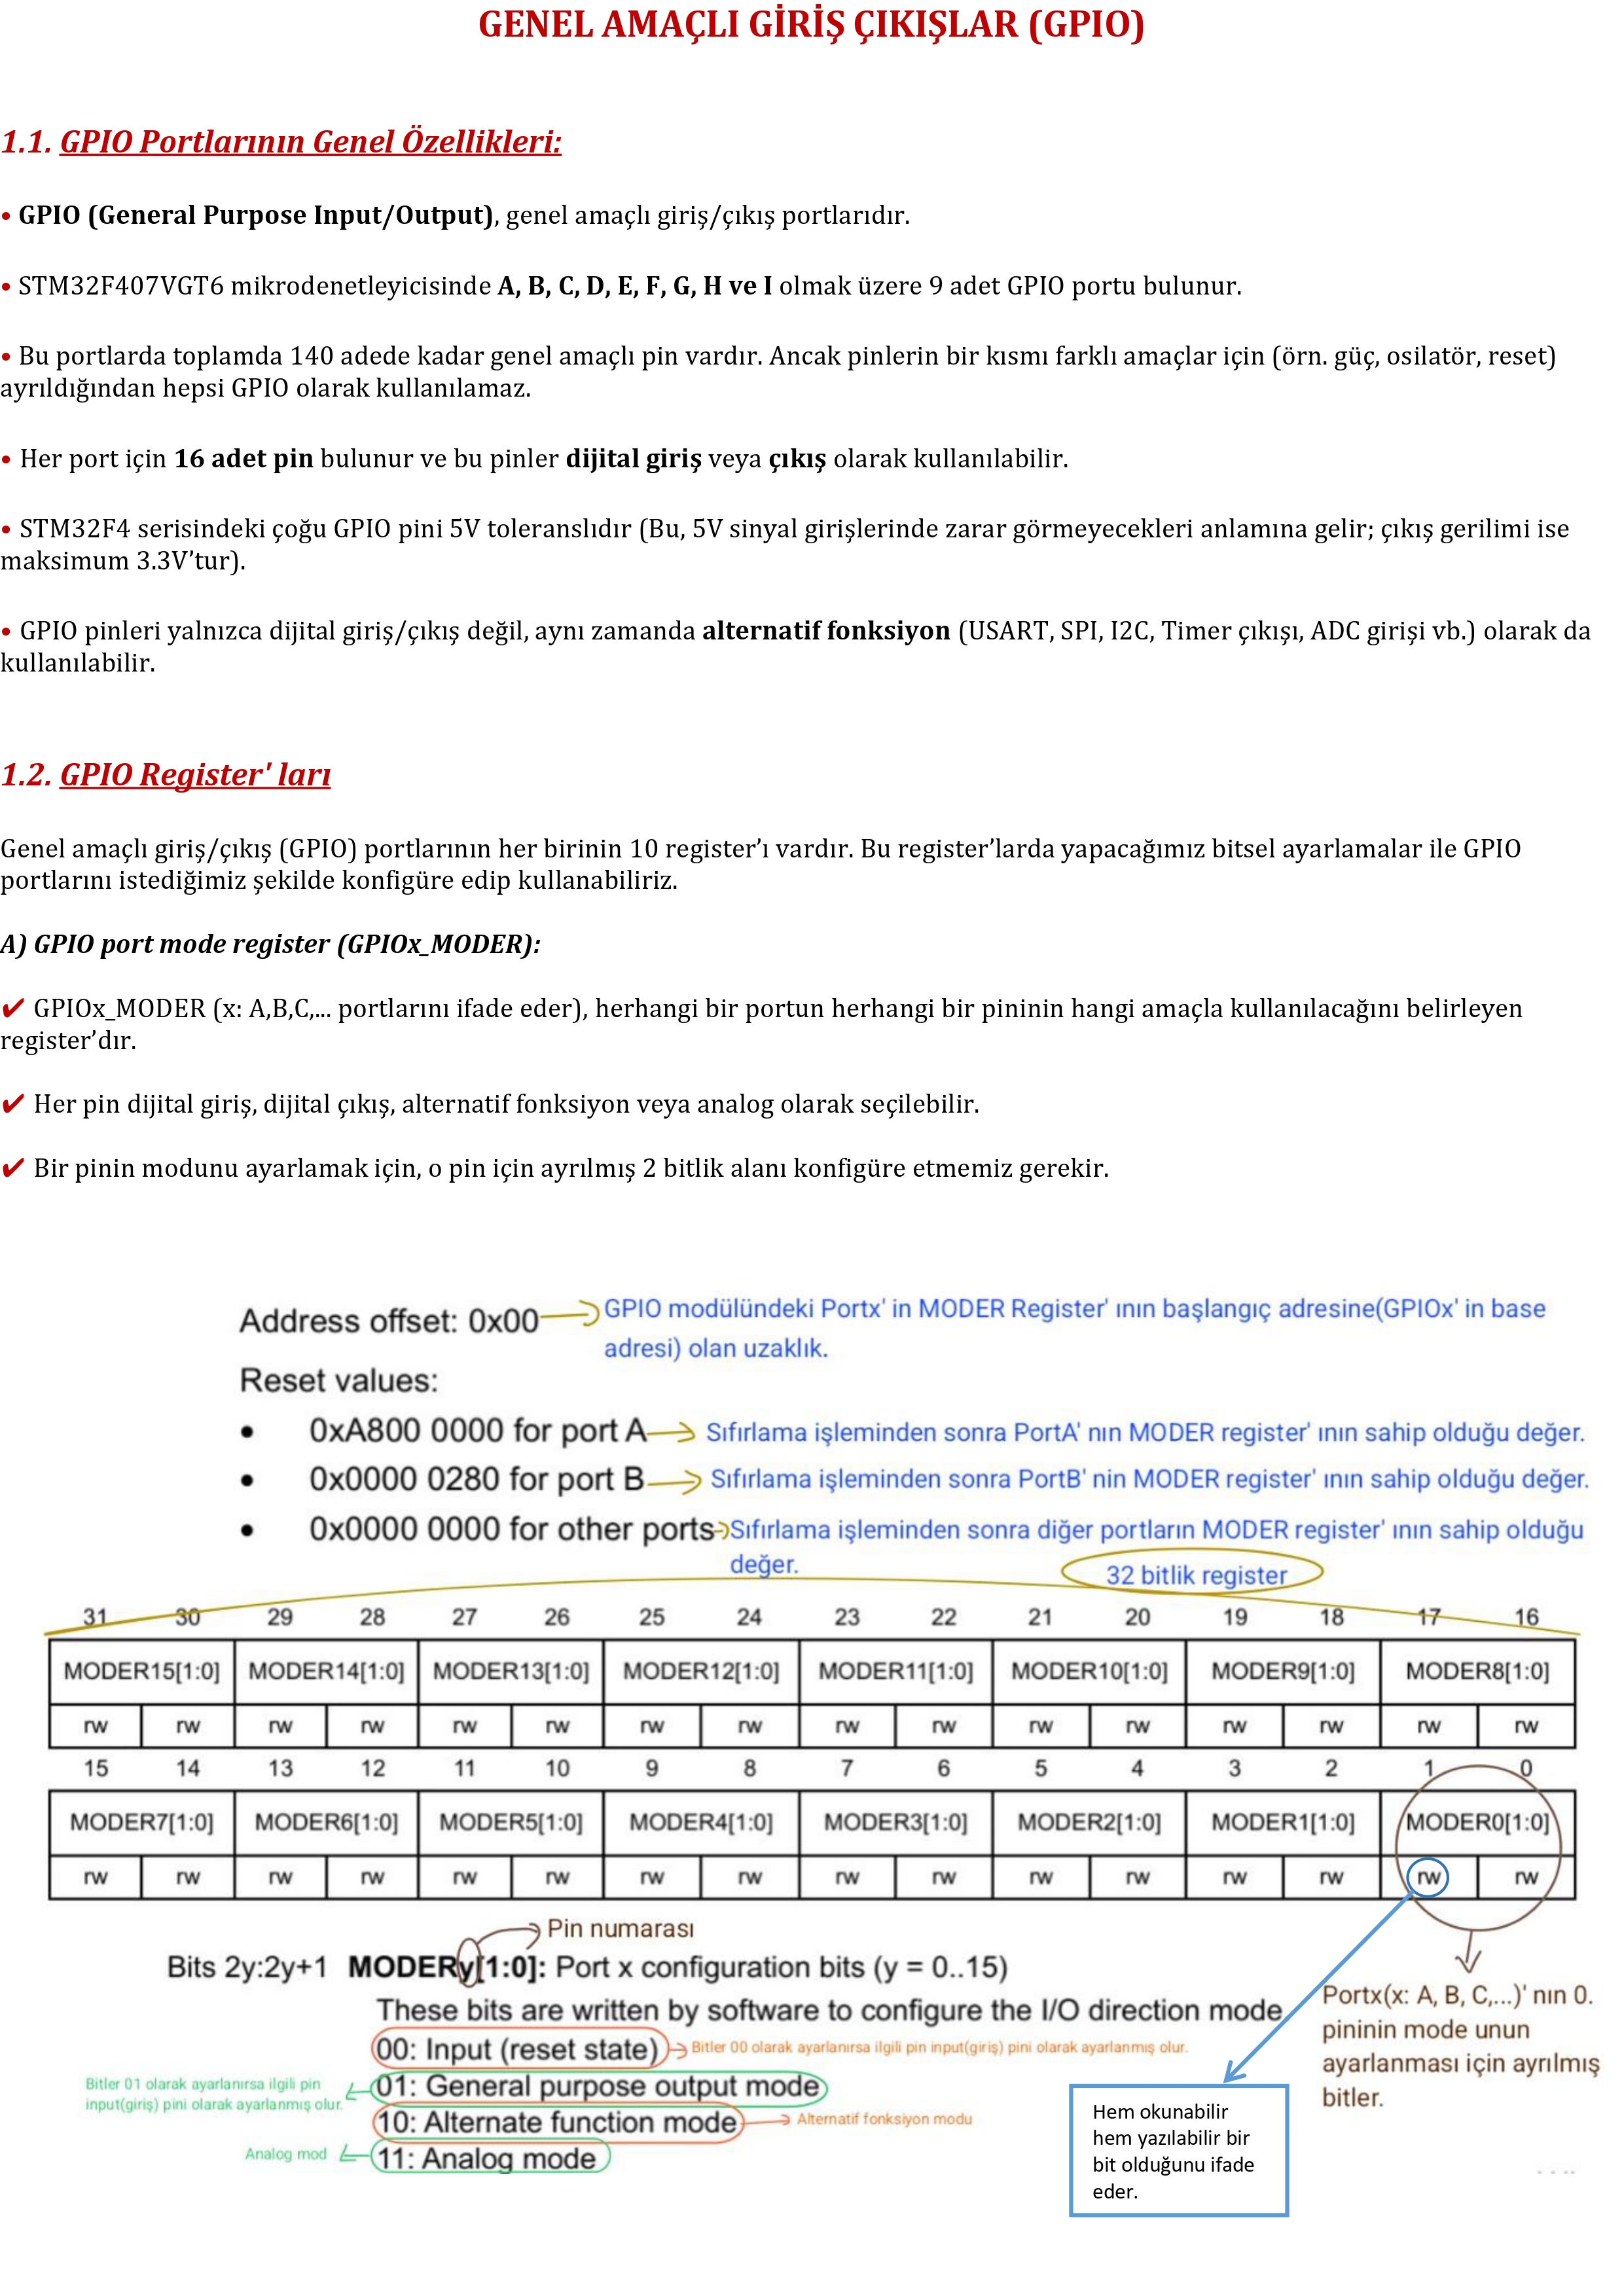 GENEL AMAÇLI GİRİŞ ÇIKIŞLAR (GPIO)
1.1. GPIO Portlarının Genel Özellikleri:
• GPIO (General Purpose Input/Output), genel amaçlı giriş/çıkış portlarıdır.
• STM32F407VGT6 mikrodenetleyicisinde A, B, C, D, E, F, G, H ve I olmak üzere 9 adet GPIO portu bulunur.
• Bu portlarda toplamda 140 adede kadar genel amaçlı pin vardır. Ancak pinlerin bir kısmı farklı amaçlar için (örn. güç, osilatör, reset)
ayrıldığından hepsi GPIO olarak kullanılamaz.
• Her port için 16 adet pin bulunur ve bu pinler dijital giriş veya çıkış olarak kullanılabilir.
• STM32F4 serisindeki çoğu GPIO pini 5V toleranslıdır (Bu, 5V sinyal girişlerinde zarar görmeyecekleri anlamına gelir; çıkış gerilimi ise
maksimum 3.3V’tur).
• GPIO pinleri yalnızca dijital giriş/çıkış değil, aynı zamanda alternatif fonksiyon (USART, SPI, I2C, Timer çıkışı, ADC girişi vb.) olarak da
kullanılabilir.
1.2. GPIO Register' ları
Genel amaçlı giriş/çıkış (GPIO) portlarının her birinin 10 register’ı vardır. Bu register’larda yapacağımız bitsel ayarlamalar ile GPIO
portlarını istediğimiz şekilde konfigüre edip kullanabiliriz.
A) GPIO port mode register (GPIOx_MODER):
✔ GPIOx_MODER (x: A,B,C,... portlarını ifade eder), herhangi bir portun herhangi bir pininin hangi amaçla kullanılacağını belirleyen
register’dır.
✔ Her pin dijital giriş, dijital çıkış, alternatif fonksiyon veya analog olarak seçilebilir.
✔ Bir pinin modunu ayarlamak için, o pin için ayrılmış 2 bitlik alanı konfigüre etmemiz gerekir.
Address offset: 0x00 GPIO modülündeki Portx' in MODER Register' ının başlangıç adresine(GPIOx' in base
adresi) olan uzaklık.
Reset values:
• 0xA800 0000 for port A Sıfırlama işleminden sonra PortA' nın MODER register' ının sahip olduğu değer.
• 0x0000 0280 for port B Sıfırlama işleminden sonra PortB' nin MODER register' ının sahip olduğu değer.
• 0x0000 0000 for other ports Sıfırlama işleminden sonra diğer portların MODER register' ının sahip olduğu
değer.
32 bitlik register
31 30 29 28 27 26 25 24 23 22 21 20 19 18 17 16
MODER15[1:0] MODER14[1:0] MODER13[1:0] MODER12[1:0] MODER11[1:0] MODER10[1:0] MODER9[1:0] MODER8[1:0]
rw rw rw rw rw rw rw rw rw rw rw rw rw rw rw rw
15 14 13 12 11 10 9 8 7 6 5 4 3 2 1 0
MODER7[1:0] MODER6[1:0] MODER5[1:0] MODER4[1:0] MODER3[1:0] MODER2[1:0] MODER1[1:0] MODER0[1:0]
rw rw rw rw rw rw rw rw rw rw rw rw rw rw rw rw
Pin numarası
Bits 2y:2y+1 MODERy[1:0]: Port x configuration bits (y = 0..15)
These bits are written by software to configure the I/O direction mode
00: Input (reset state) Bitler 00 olarak ayarlanırsa ilgili pin input(giriş) pini olarak ayarlanmış olur.
01: General purpose output mode
Bitler 01 olarak ayarlanırsa ilgili pin
input(giriş) pini olarak ayarlanmış olur.
10: Alternate function mode Alternatif fonksiyon modu
Analog mod 11: Analog mode
Portx(x: A, B, C,...)' nın 0.
pininin mode unun
ayarlanması için ayrılmış
bitler.
Hem okunabilir
hem yazılabilir bir
bit olduğunu ifade
eder.